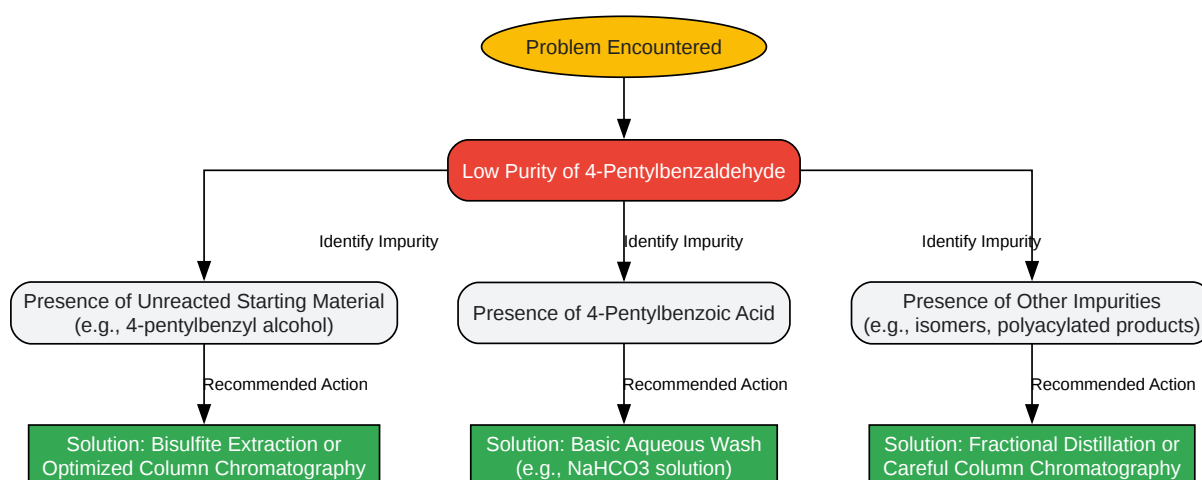 Problem Encountered
Low Purity of 4-Pentylbenzaldehyde
Identify Impurity
Identify Impurity
Identify Impurity
Presence of Unreacted Starting Material
(e.g., 4-pentylbenzyl alcohol)
Presence of 4-Pentylbenzoic Acid
Presence of Other Impurities
(e.g., isomers, polyacylated products)
Recommended Action
Recommended Action
Recommended Action
Solution: Bisulfite Extraction or
Optimized Column Chromatography
Solution: Basic Aqueous Wash
(e.g., NaHCO3 solution)
Solution: Fractional Distillation or
Careful Column Chromatography